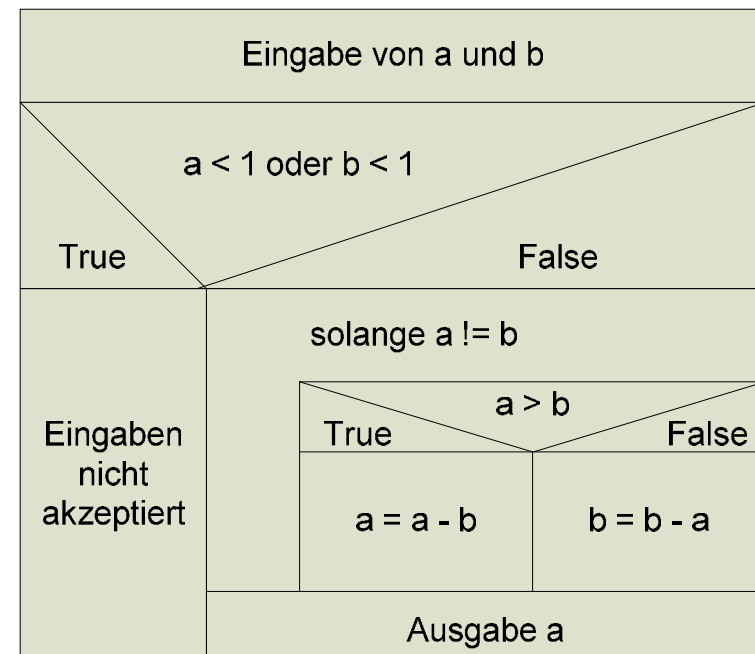 Eingabe von a und b
a < 1 oder b < 1
True
False
solange a != b
a > b
True
False
Eingaben
nicht
akzeptiert
a = a - b
b = b - a
Ausgabe a